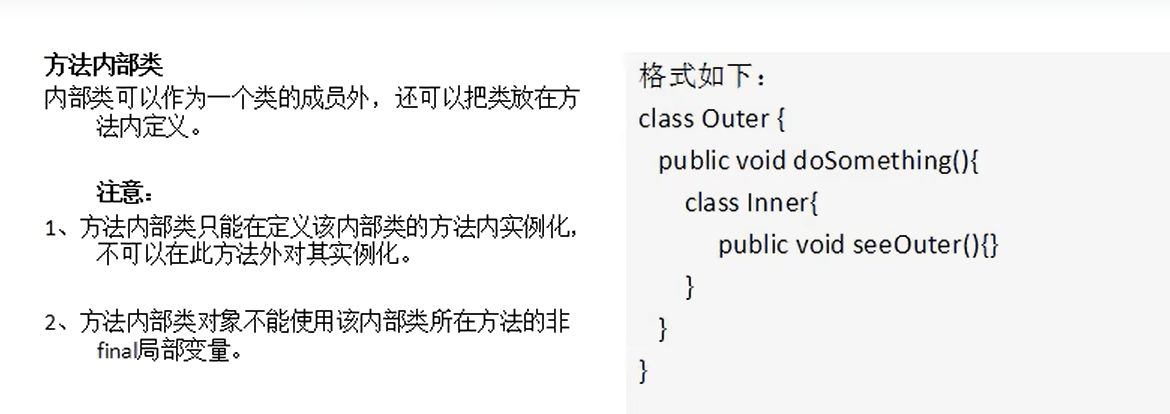 方法内部类
内部类可以作为一个类的成员外，还可以把类放在方
法内定义。
注意：
1、方法内部类只能在定义该内部类的方法内实例化，
不可以在此方法外对其实例化。
2、方法内部类对象不能使用该内部类所在方法的非
final局部变量。
格式如下：
class Outer {
public void doSomething(){
class Inner{
public void seeOuter(){}
}
}
}